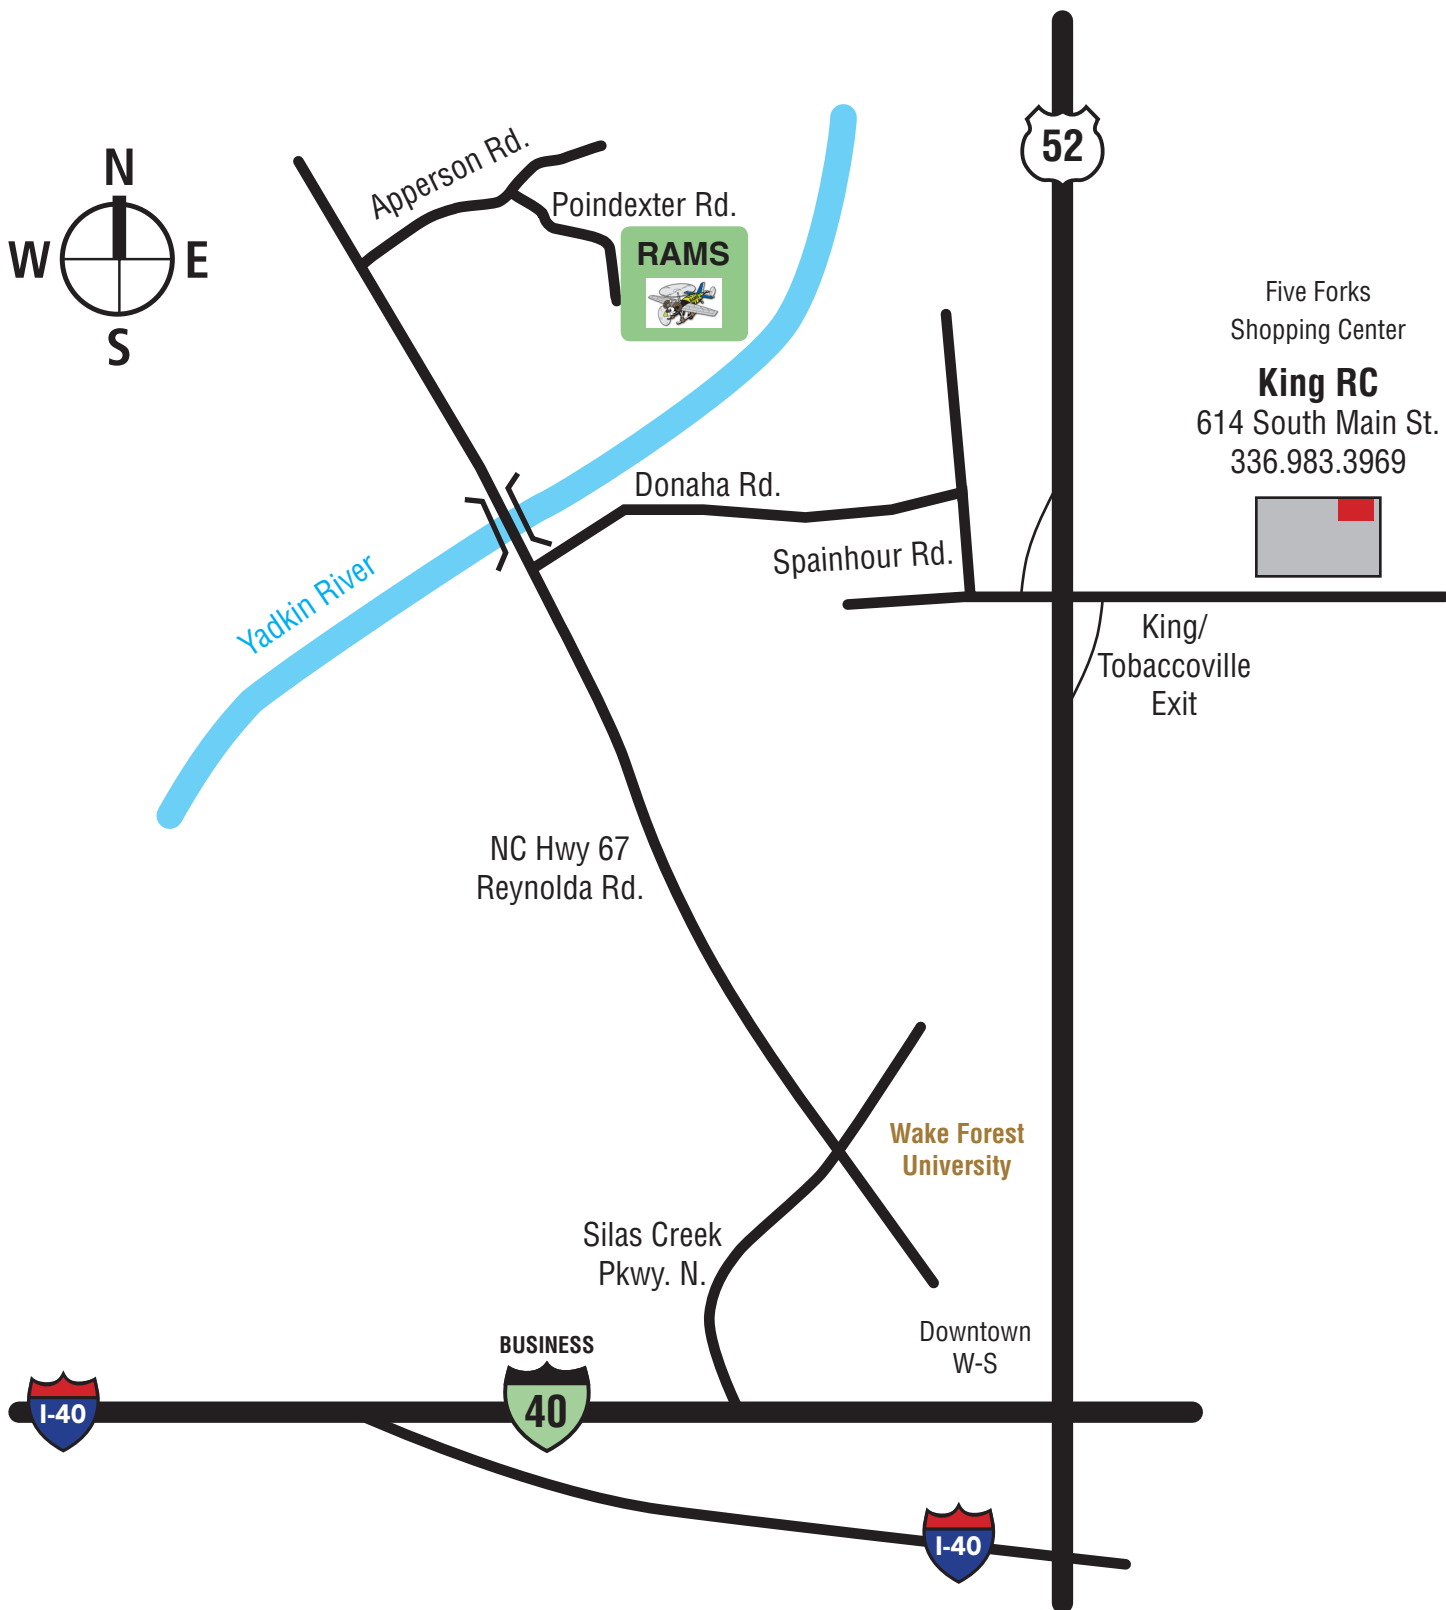 52
Apperson Rd.
N
Poindexter Rd.
W
E
RAMS
S
Five Forks
Shopping Center
King RC
614 South Main St.
336.983.3969
Donaha Rd.
Spainhour Rd.
Yadkin River
King/
Tobaccoville
Exit
NC Hwy 67
Reynolda Rd.
Wake Forest
University
Silas Creek
Pkwy. N.
Downtown
W-S
BUSINESS
40
I-40
I-40